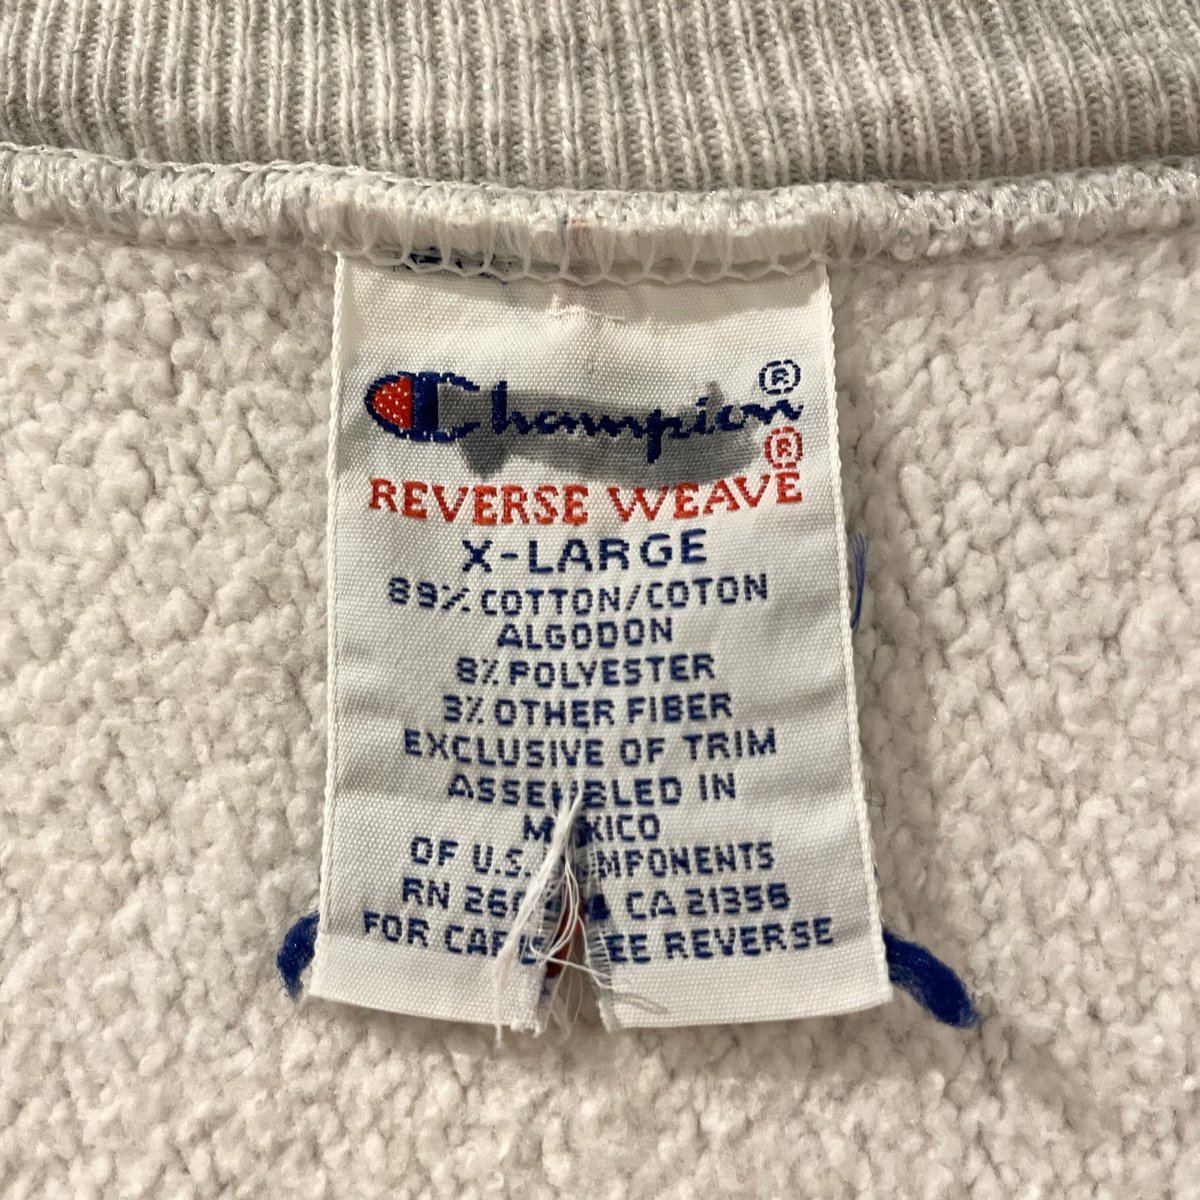 Champion®
®
REVERSE WEAVE
X-LARGE
89% COTTON/COTON
ALGODON
8% POLYESTER
3% OTHER FIBER
EXCLUSIVE OF TRIM
ASSEMBLED IN
MEXICO
OF U.S. COMPONENTS
RN CA 21356
FOR CARE SEE REVERSE